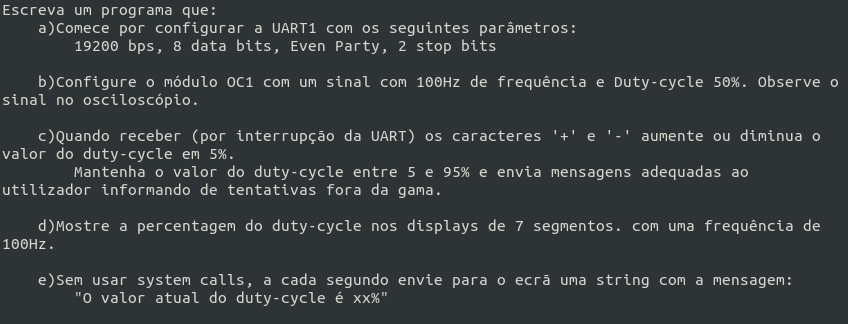 Escreva um programa que:
a)Comece por configurar a UART1 com os seguintes parâmetros:
19200 bps, 8 data bits, Even Party, 2 stop bits
b)Configure o módulo OC1 com um sinal com 100Hz de frequência e Duty-cycle 50%. Observe o
sinal no osciloscópio.
c)Quando receber (por interrupção da UART) os caracteres '+' e '-' aumente ou diminua o
valor do duty-cycle em 5%.
Mantenha o valor do duty-cycle entre 5 e 95% e envia mensagens adequadas ao
utilizador informando de tentativas fora da gama.
d)Mostre a percentagem do duty-cycle nos displays de 7 segmentos. com uma frequência de
100Hz.
e)Sem usar system calls, a cada segundo envie para o ecrã uma string com a mensagem:
"O valor atual do duty-cycle é xx%"